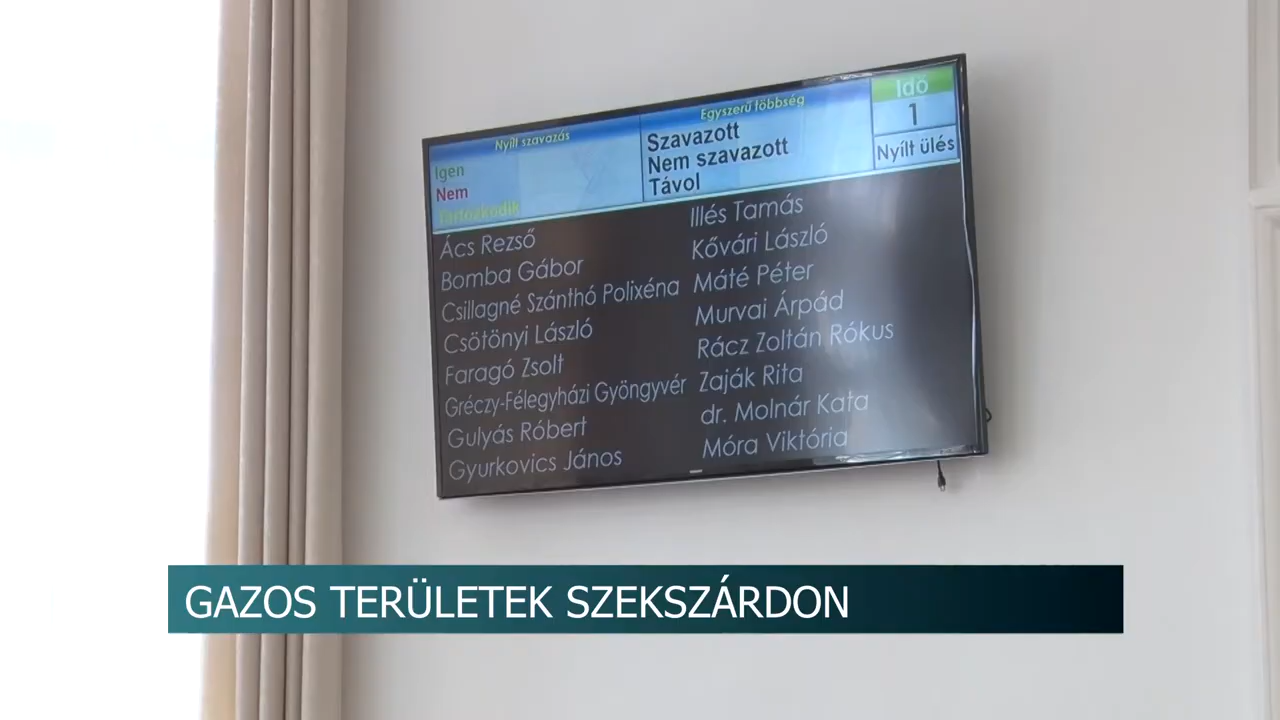 Nyílt szavazás
Igen
Nem
Tartózkodik
Egyszerű többség
Szavazott
Nem szavazott
Távol
Idő
1
Nyílt ülés
Ács Rezső
Bomba Gábor
Csillagné Szánthó Polixéna
Csötönyi László
Faragó Zsolt
Gréczy-Félegyházi Gyöngyvér
Gulyás Róbert
Gyurkovics János
Illés Tamás
Kővári László
Máté Péter
Murvai Árpád
Rácz Zoltán Rókus
Zaják Rita
dr. Molnár Kata
Móra Viktória
GAZOS TERÜLETEK SZEKSZÁRDON